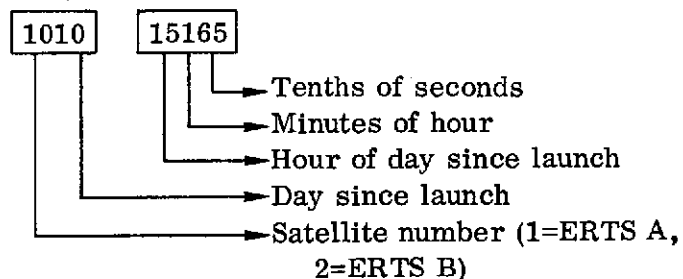 1010 15165
Tenths of seconds
Minutes of hour
Hour of day since launch
Day since launch
Satellite number (1=ERTS A,
2=ERTS B)